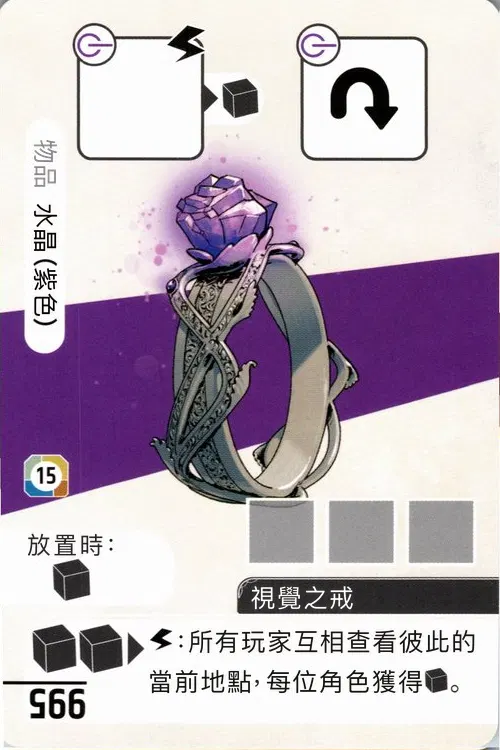 物品 水晶(紫色)
15
放置時：
視覺之戒
：所有玩家互相查看彼此的
當前地點，每位角色獲得。
995